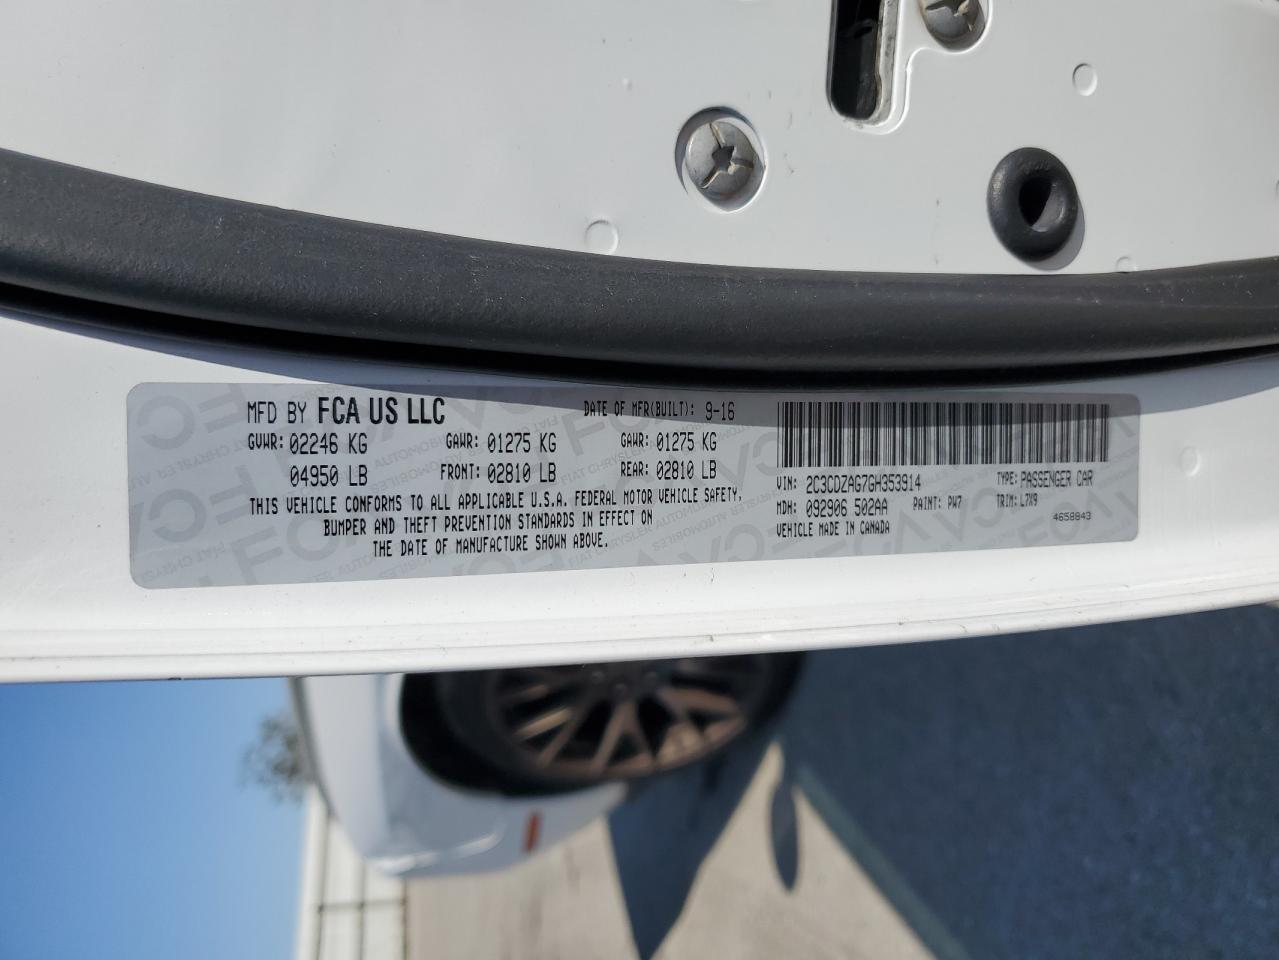 MFD BY FCA US LLC DATE OF MFR(BUILT): 9-16
GVWR: 02246 KG GAWR: 01275 KG GAWR: 01275 KG
04950 LB FRONT: 02810 LB REAR: 02810 LB
THIS VEHICLE CONFORMS TO ALL APPLICABLE U.S.A. FEDERAL MOTOR VEHICLE SAFETY,
BUMPER AND THEFT PREVENTION STANDARDS IN EFFECT ON
THE DATE OF MANUFACTURE SHOWN ABOVE.
VIN: 2C3CDZAG7GH353914 TYPE: PASSENGER CAR
MDH: 092906 502AA PAINT: PW7 TRIM: L7X9
VEHICLE MADE IN CANADA 4658843